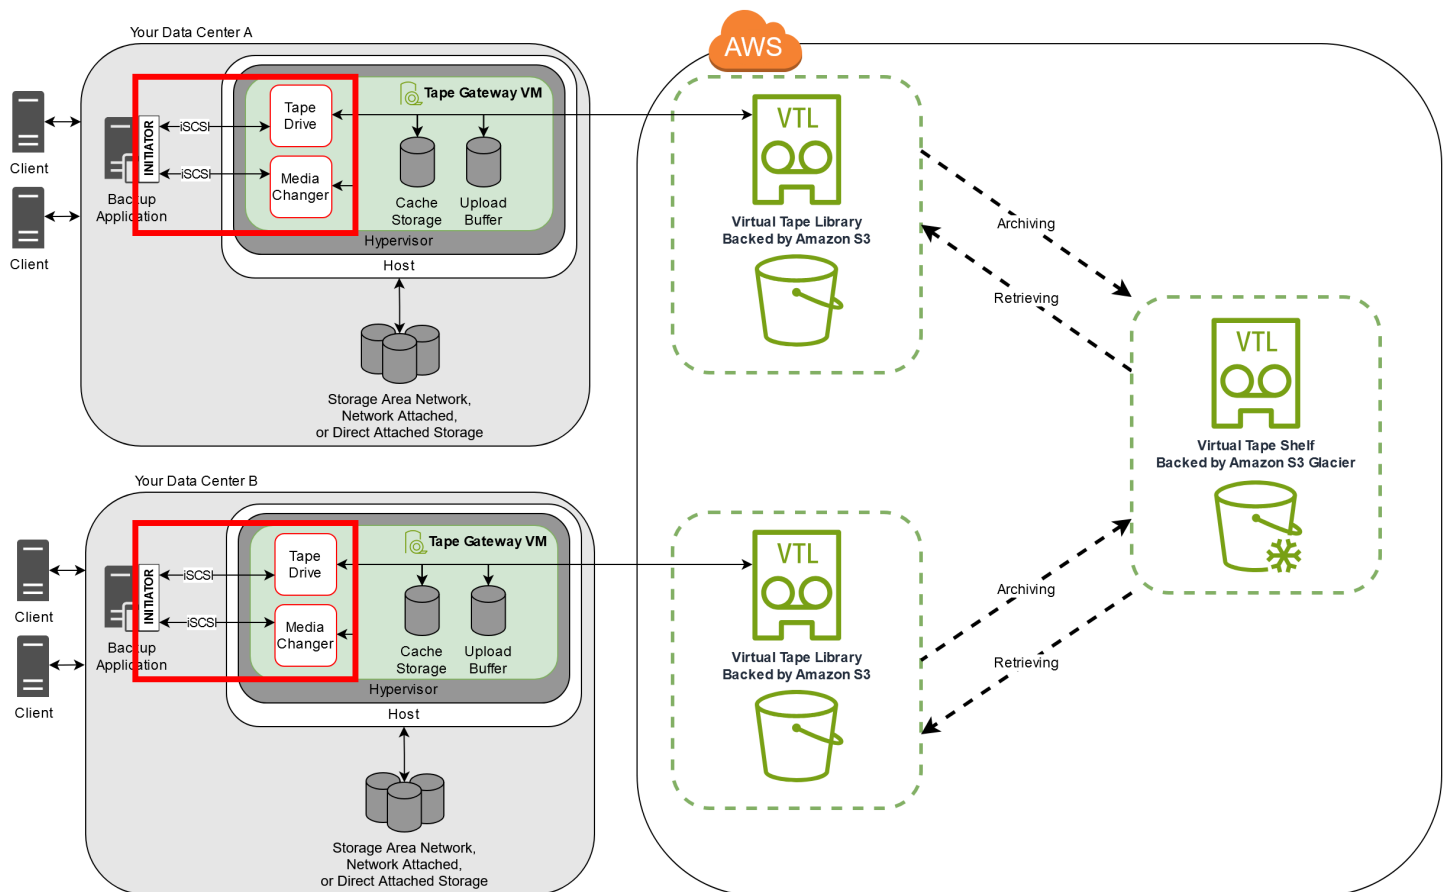 Your Data Center A
AWS
Tape Gateway VM
Tape
Drive
VTL
iSCSI
INITIATOR
Client
iSCSI
Media
Changer
Backup
Application
Cache
Storage
Upload
Buffer
Virtual Tape Library
Backed by Amazon S3
Archiving
Client
Hypervisor
Host
Retrieving
VTL
Storage Area Network,
Network Attached,
or Direct Attached Storage
Virtual Tape Shelf
Backed by Amazon S3 Glacier
Your Data Center B
Tape Gateway VM
Tape
Drive
VTL
iSCSI
INITIATOR
Client
iSCSI
Media
Changer
Backup
Application
Cache
Storage
Upload
Buffer
Virtual Tape Library
Backed by Amazon S3
Archiving
Retrieving
Client
Hypervisor
Host
Storage Area Network,
Network Attached,
or Direct Attached Storage